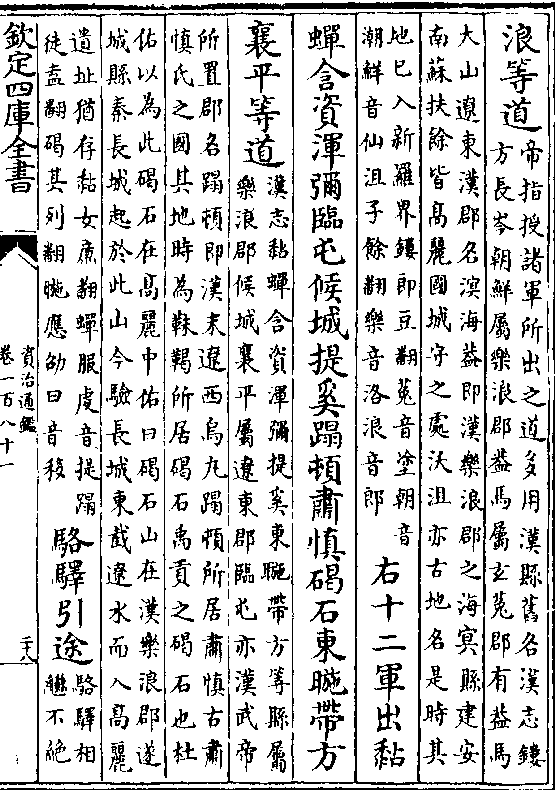 浪等道
帝指授諸軍所出之道多用漢縣舊名漢志鏤
方長岑朝鮮屬樂浪郡葢馬屬玄菟郡有葢馬
大山遼東漢郡名溟海葢即漢樂浪郡之海冥縣建安
南蘇扶餘皆髙麗國城守之處沃沮亦古地名是時其
地已入新羅界鏤即豆翻菟音塗朝音
潮鮮音仙沮子餘翻樂音洛浪音郎
右十二軍出黏
蟬含資渾彌臨屯候城提奚蹋頓肅慎碣石東暆帶方
襄平等道
漢志黏蟬含資渾彌提奚東暆帶方等縣屬
樂浪郡候城襄平屬遼東郡臨屯亦漢武帝
所置郡名蹋頓即漢末遼西烏丸蹋頓所居肅慎古肅
慎氏之國其地時為靺鞨所居碣石禹貢之碣石也杜
佑以為此碣石在髙麗中佑曰碣石山在漢樂浪郡遂
城縣秦長城起於此山今驗長城東截遼水而入髙麗
遺址猶存黏女㢘翻蟬服虔音提蹋
徒盍翻碣其列翻暆應劭曰音移
駱驛引途
駱驛相
繼不絶
欽定四庫全書
資治通鑑
卷一百八十一
二十八